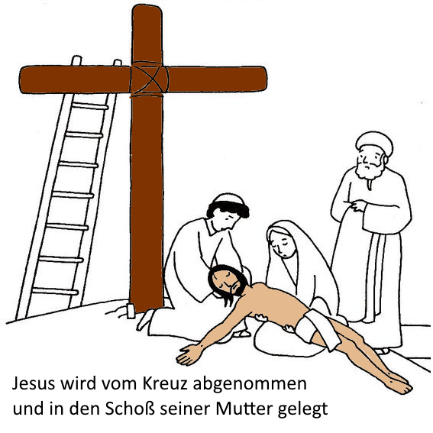 Jesus wird vom Kreuz abgenommen
und in den Schoß seiner Mutter gelegt